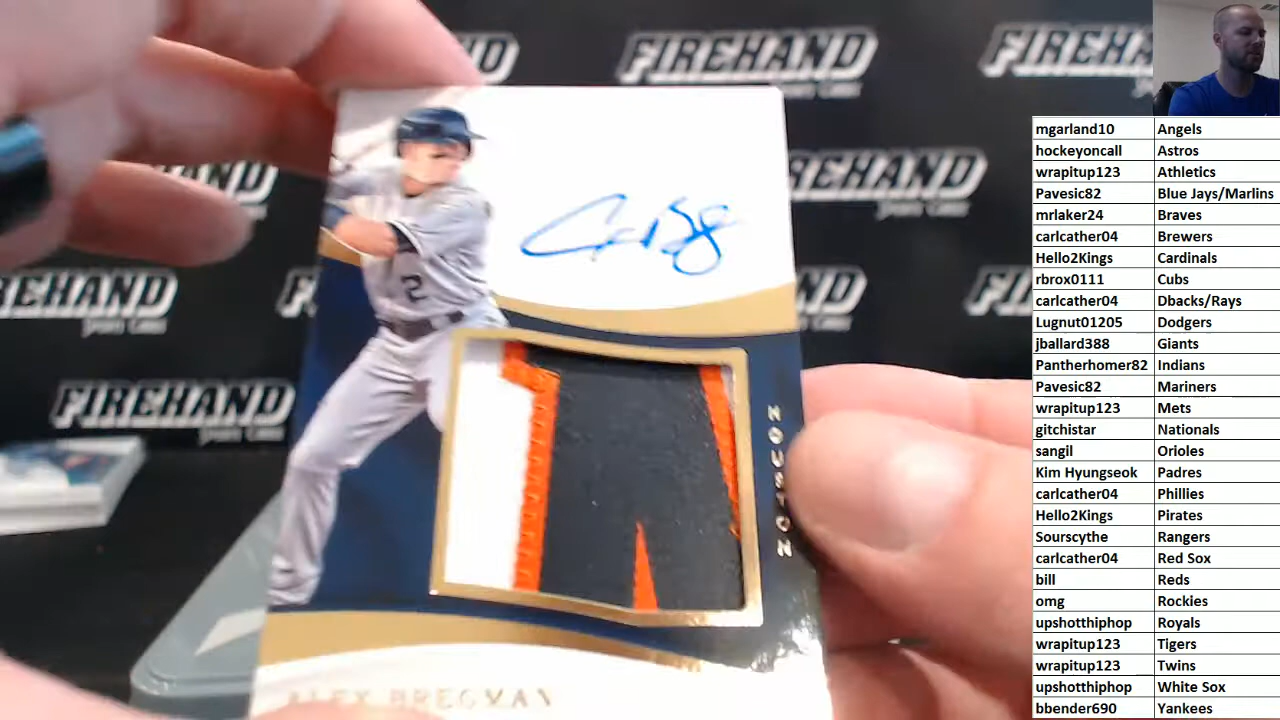 FIREHAND
FIREHAND
FIREHAND
FIREHAND
FIREHAND
2
HOUSTON
ALEX BREGMAN
mgarland10 Angels
hockeyoncall Astros
wrapitup123 Athletics
Pavesic82 Blue Jays/Marlins
mrlaker24 Braves
carlcather04 Brewers
Hello2Kings Cardinals
rbrox0111 Cubs
carlcather04 Dbacks/Rays
Lugnut01205 Dodgers
jballard388 Giants
Pantherhomer82 Indians
Pavesic82 Mariners
wrapitup123 Mets
gitchistar Nationals
sangil Orioles
Kim Hyungseok Padres
carlcather04 Phillies
Hello2Kings Pirates
Sourscythe Rangers
carlcather04 Red Sox
bill Reds
omg Rockies
upshotthiphop Royals
wrapitup123 Tigers
wrapitup123 Twins
upshotthiphop White Sox
bbender690 Yankees